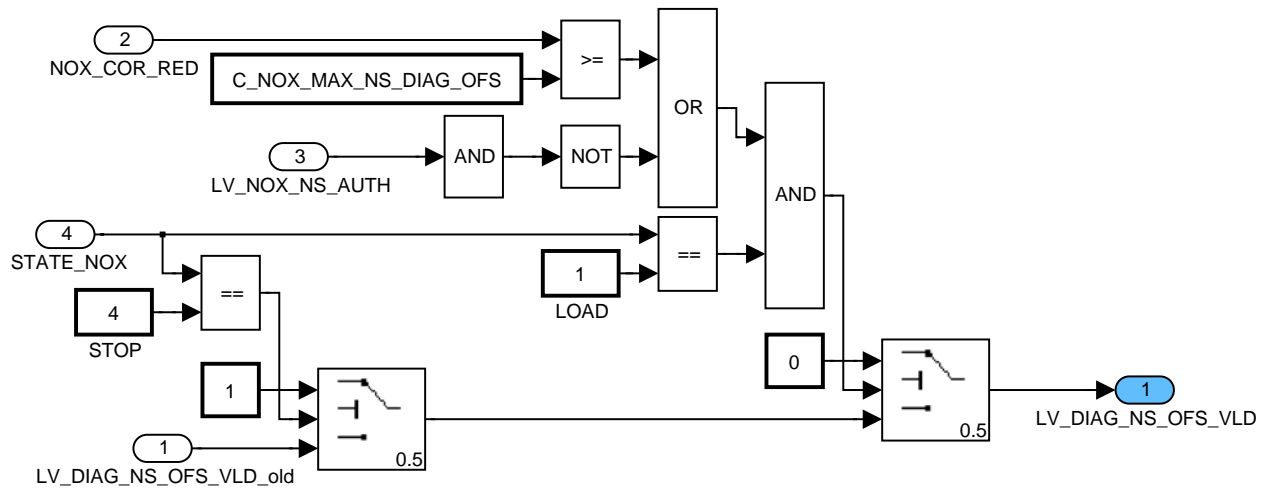 2
NOX_COR_RED
C_NOX_MAX_NS_DIAG_OFS
>=
OR
3
LV_NOX_NS_AUTH
AND
NOT
AND
4
STATE_NOX
==
1
LOAD
==
4
STOP
1
0
0.5
1
LV_DIAG_NS_OFS_VLD
1
LV_DIAG_NS_OFS_VLD_old
0.5